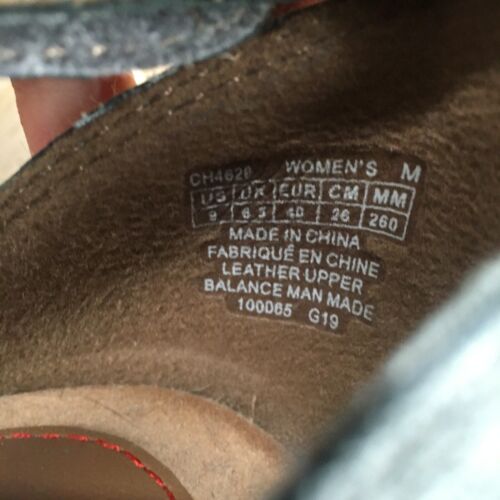 CH4620 WOMEN'S M
US UK EUR CM MM
9 6.5 40 26 260
MADE IN CHINA
FABRIQUÉ EN CHINE
LEATHER UPPER
BALANCE MAN MADE
100065 G19